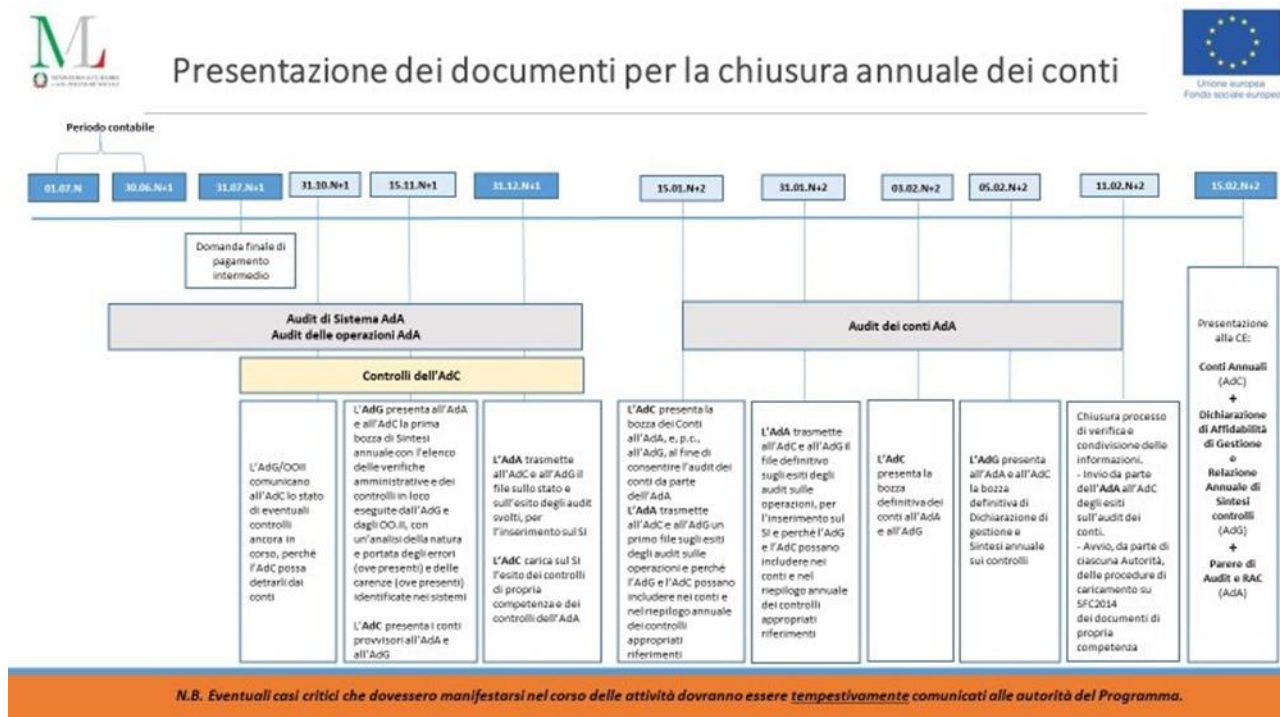 ML
Presentazione dei documenti per la chiusura annuale dei conti
Unione europea
Fondo sociale europeo
Periodo contabile
01.07.N
30.06.N+1
31.07.N+1
31.10.N+1
15.11.N+1
31.12.N+1
15.01.N+2
31.01.N+2
03.02.N+2
05.02.N+2
11.02.N+2
15.02.N+2
Domanda finale di
pagamento
intermedio
Audit di Sistema AdA
Audit delle operazioni AdA
Audit dei conti AdA
Controlli dell'AdC
L'AdG/OOII
comunicano
all'AdC lo stato
di eventuali
controlli
ancora in
corso, perché
l'AdC possa
detrarli dai
conti
L'AdG presenta all'AdA
e all'AdC la prima
bozza di Sintesi
annuale con l'elenco
delle verifiche
amministrative e dei
controlli in loco
eseguite dall'AdG e
dagli OO.II, con
un'analisi della natura
e portata degli errori
(ove presenti) e delle
carenze (ove presenti)
identificate nei sistemi
L'AdC presenta i conti
provvisori all'AdA e
all'AdG
L'AdA trasmette
all'AdC e all'AdG il
file sullo stato e
sull'esito degli audit
svolti, per
l'inserimento sul SI
L'AdC carica sul SI
l'esito dei controlli
di propria
competenza e dei
controlli dell'AdA
L'AdC presenta la
bozza dei Conti
all'AdA, e, p.c.,
all'AdG, al fine di
consentire l'audit dei
conti da parte
dell'AdA
L'AdA trasmette
all'AdC e all'AdG un
primo file sugli esiti
degli audit sulle
operazioni e perché
l'AdG e l'AdC possano
includere nei conti e
nel riepilogo annuale
dei controlli
appropriati
riferimenti
L'AdA trasmette
all'AdC e all'AdG il
file definitivo
sugli esiti degli
audit sulle
operazioni, per
l'inserimento sul
SI e perché l'AdG
e l'AdC possano
includere nei
conti e nel
riepilogo annuale
dei controlli
appropriati
riferimenti
L'AdC
presenta la
bozza
definitiva dei
conti all'AdA
e all'AdG
L'AdG presenta
all'AdA e all'AdC
la bozza
definitiva di
Dichiarazione di
gestione e
Sintesi annuale
sui controlli
Chiusura processo
di verifica e
condivisione delle
informazioni.
- Invio da parte
dell'AdA all'AdC
degli esiti
sull'audit dei
conti.
- Avvio, da parte di
ciascuna Autorità,
delle procedure di
caricamento su
SFC2014
dei documenti di
propria
competenza
Presentazione
alla CE:
Conti Annuali
(AdC)
+
Dichiarazione
di Affidabilità
di Gestione
e
Relazione
Annuale di
Sintesi
controlli
(AdG)
+
Parere di
Audit e RAC
(AdA)
N.B. Eventuali casi critici che dovessero manifestarsi nel corso delle attività dovranno essere tempestivamente comunicati alle autorità del Programma.